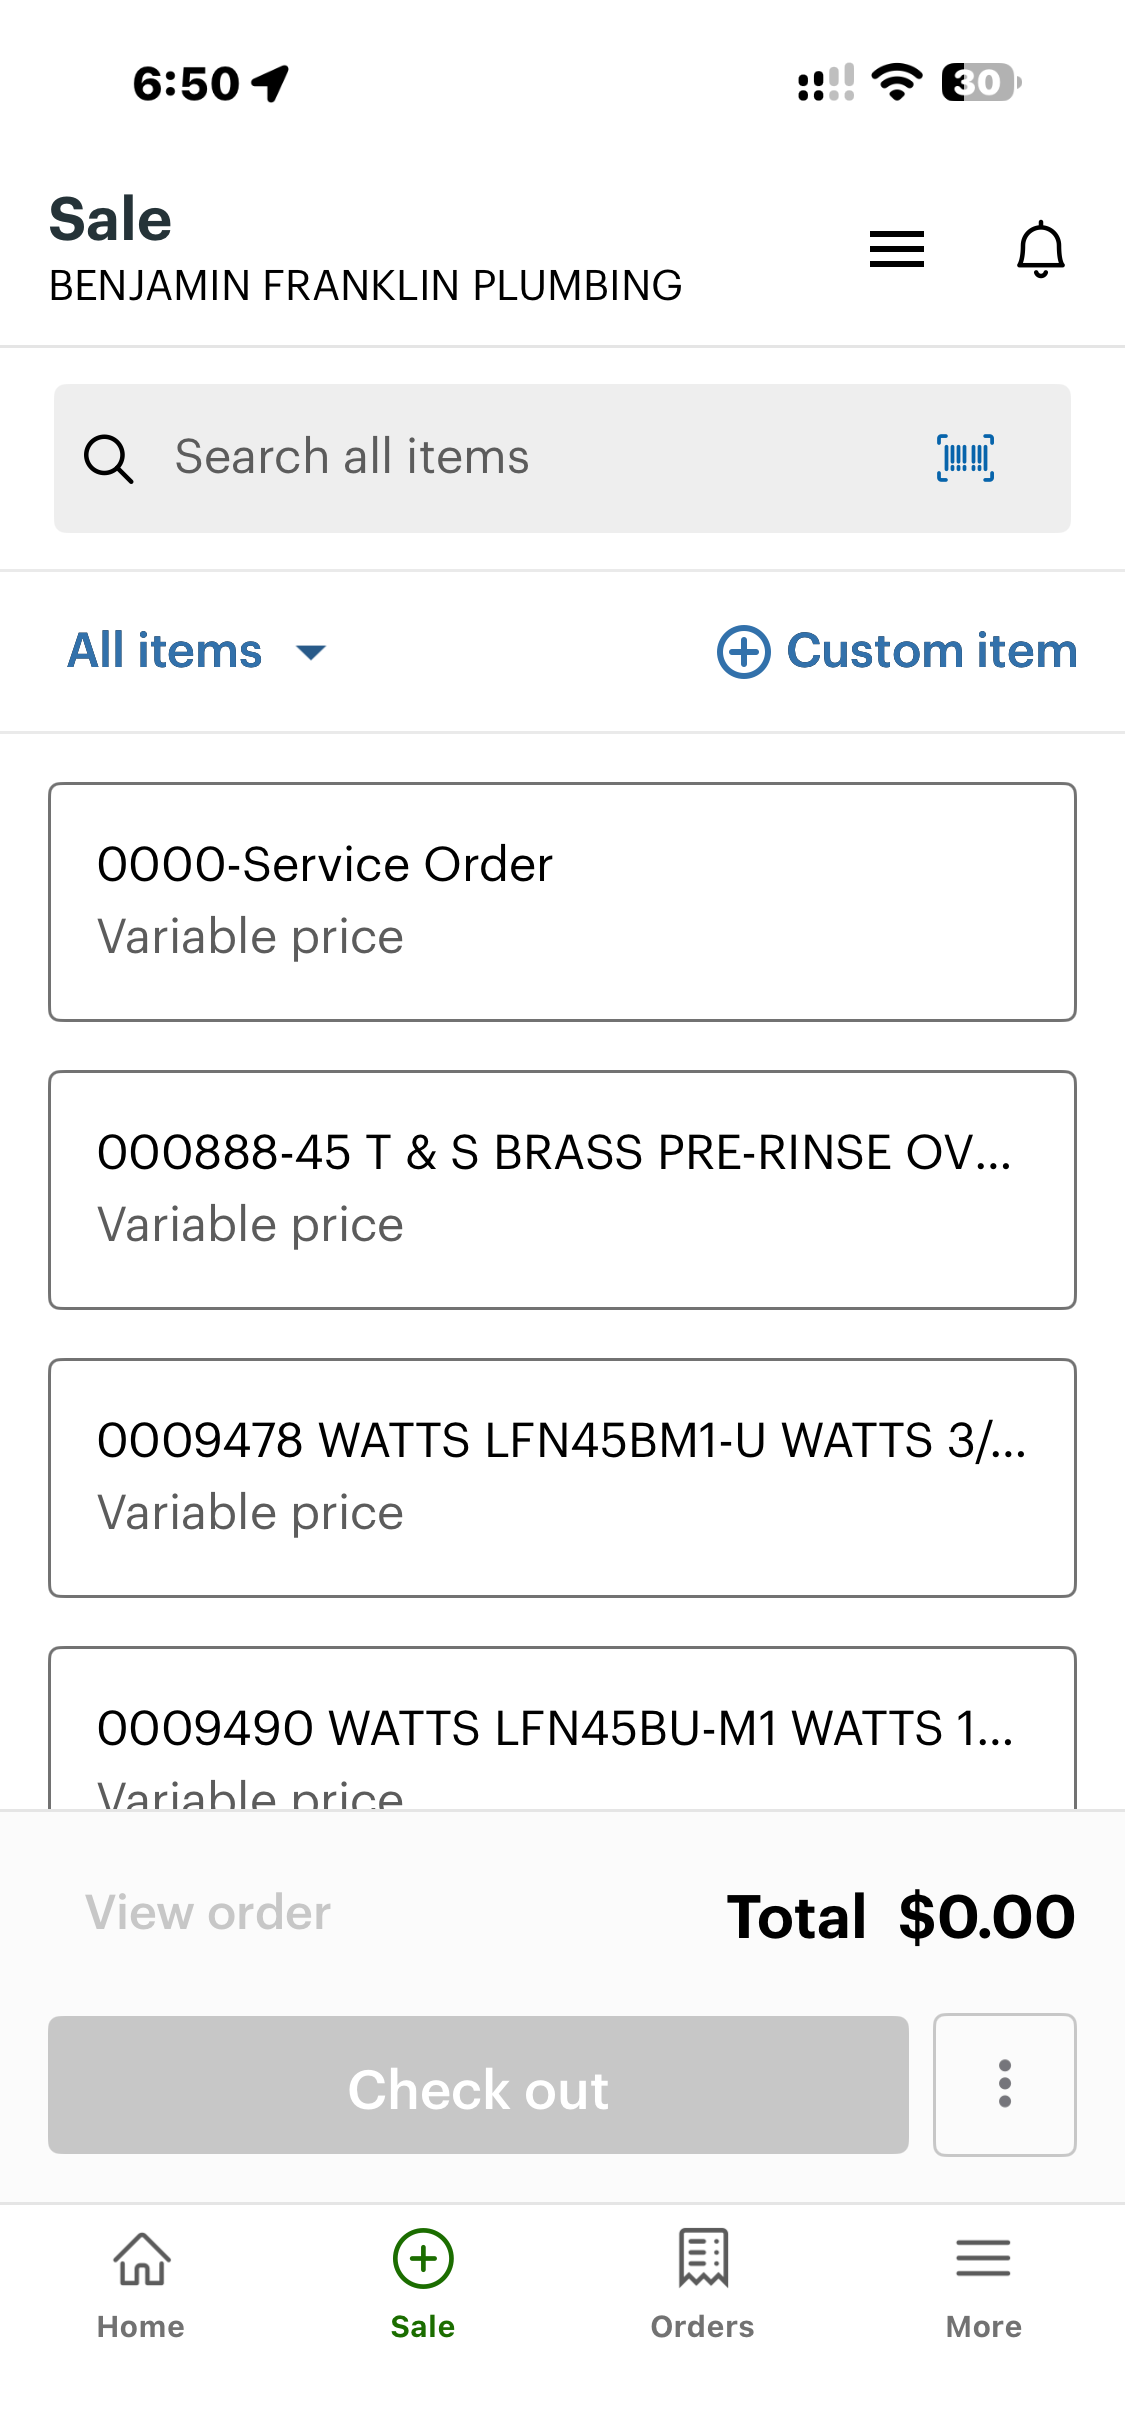 6:50
30
Sale
BENJAMIN FRANKLIN PLUMBING
Search all items
All items
Custom item
0000-Service Order
Variable price
000888-45 T & S BRASS PRE-RINSE OV...
Variable price
0009478 WATTS LFN45BM1-U WATTS 3/...
Variable price
0009490 WATTS LFN45BU-M1 WATTS 1...
Variable price
View order
Total $0.00
Check out
Home
Sale
Orders
More